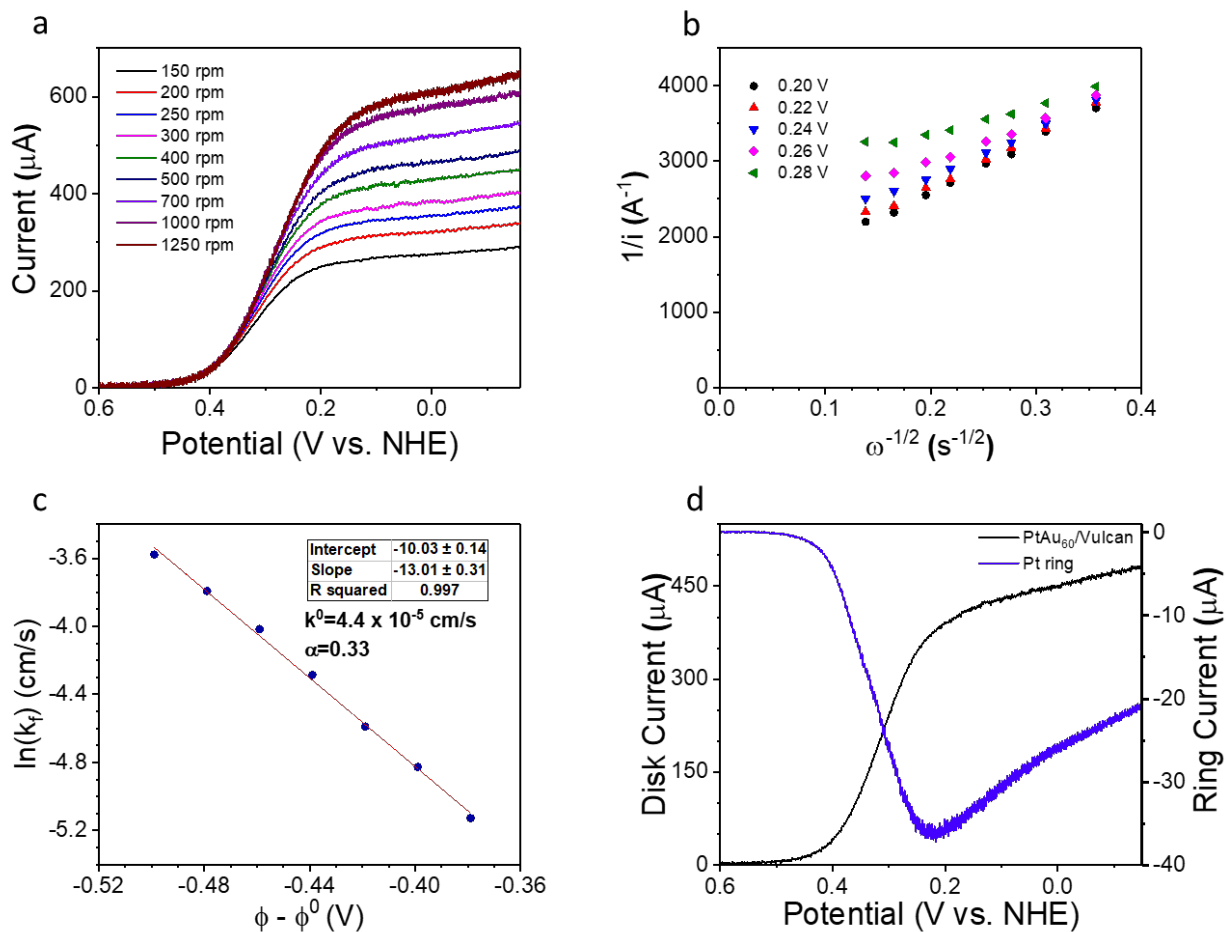 a
600
400
200
0
0.6
0.4
0.2
0.0
Current (μA)
Potential (V vs. NHE)
150 rpm
200 rpm
250 rpm
300 rpm
400 rpm
500 rpm
700 rpm
1000 rpm
1250 rpm
b
4000
3000
2000
1000
0
0.0
0.1
0.2
0.3
0.4
1/i (A⁻¹)
ω⁻¹/² (s⁻¹/²)
0.20 V
0.22 V
0.24 V
0.26 V
0.28 V
c
-3.6
-4.0
-4.4
-4.8
-5.2
-0.52
-0.48
-0.44
-0.40
-0.36
ln(k_f) (cm/s)
ϕ - ϕ⁰ (V)
Intercept -10.03 ± 0.14
Slope -13.01 ± 0.31
R squared 0.997
k⁰=4.4 x 10⁻⁵ cm/s
α=0.33
d
450
300
150
0
0
-10
-20
-30
-40
0.6
0.4
0.2
0.0
Disk Current (μA)
Ring Current (μA)
Potential (V vs. NHE)
PtAu₆₀/Vulcan
Pt ring